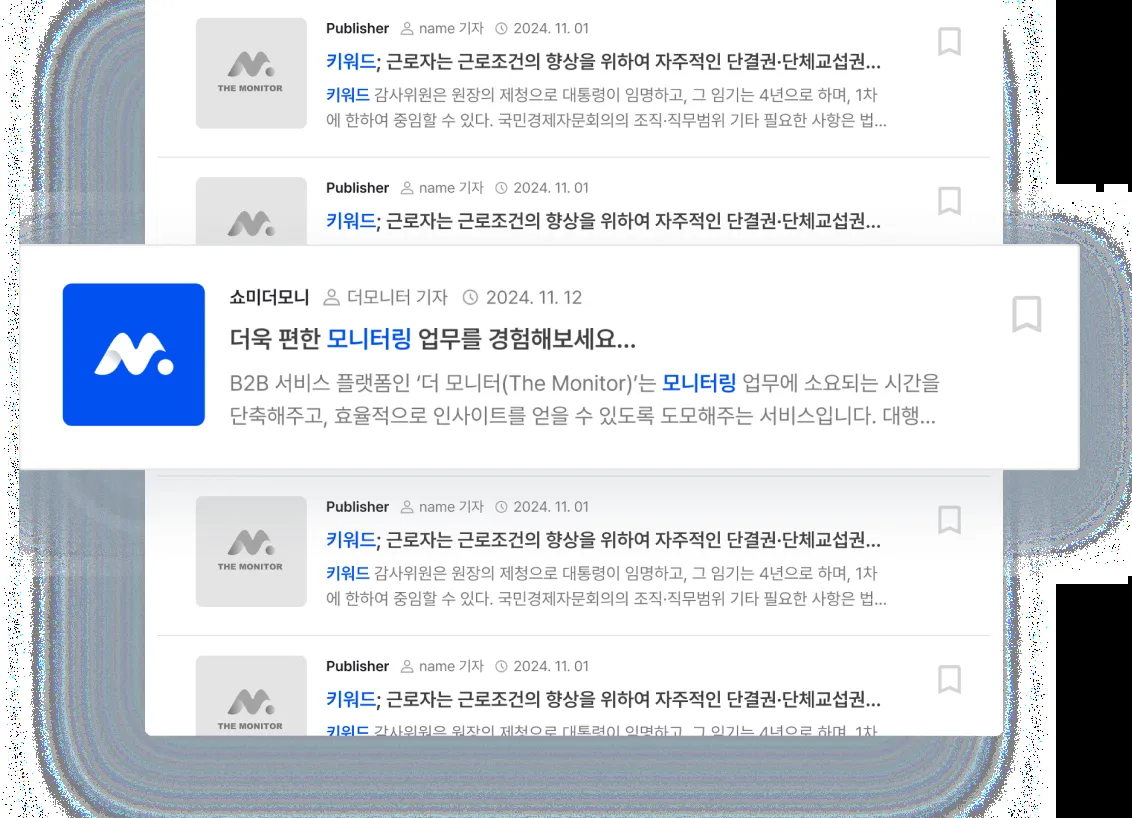 Publisher name 기자 2024. 11. 01
키워드; 근로자는 근로조건의 향상을 위하여 자주적인 단결권·단체교섭권...
키워드 감사위원은 원장의 제청으로 대통령이 임명하고, 그 임기는 4년으로 하며, 1차
에 한하여 중임할 수 있다. 국민경제자문회의의 조직·직무범위 기타 필요한 사항은 법...
THE MONITOR
Publisher name 기자 2024. 11. 01
키워드; 근로자는 근로조건의 향상을 위하여 자주적인 단결권·단체교섭권...
쇼미더모니 더모니터 기자 2024. 11. 12
더욱 편한 모니터링 업무를 경험해보세요...
B2B 서비스 플랫폼인 ‘더 모니터(The Monitor)’는 모니터링 업무에 소요되는 시간을
단축해주고, 효율적으로 인사이트를 얻을 수 있도록 도모해주는 서비스입니다. 대행...
Publisher name 기자 2024. 11. 01
키워드; 근로자는 근로조건의 향상을 위하여 자주적인 단결권·단체교섭권...
키워드 감사위원은 원장의 제청으로 대통령이 임명하고, 그 임기는 4년으로 하며, 1차
에 한하여 중임할 수 있다. 국민경제자문회의의 조직·직무범위 기타 필요한 사항은 법...
THE MONITOR
Publisher name 기자 2024. 11. 01
키워드; 근로자는 근로조건의 향상을 위하여 자주적인 단결권·단체교섭권...
키워드 감사위원은 원장의 제청으로 대통령이 임명하고, 그 임기는 4년으로 하며, 1차
THE MONITOR